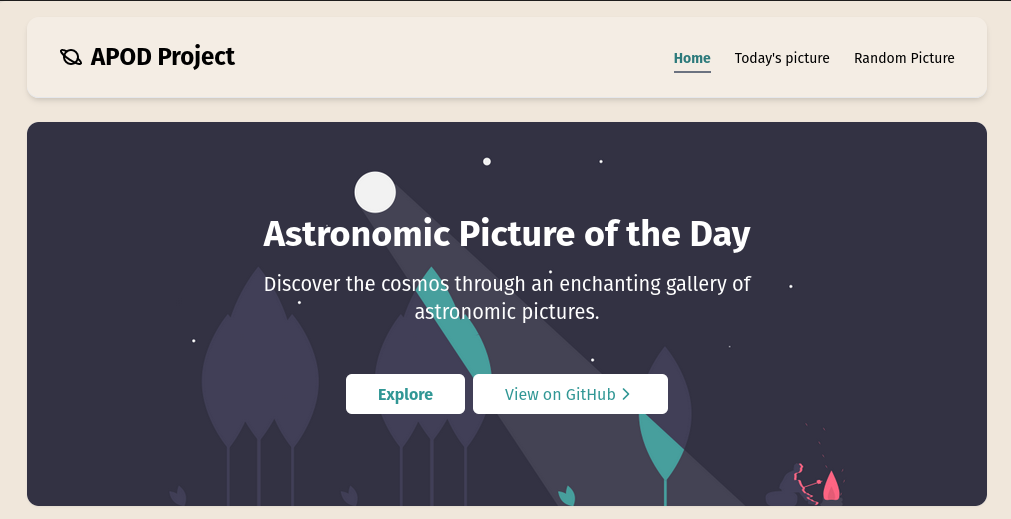 APOD Project
Home
Today's picture
Random Picture
Astronomic Picture of the Day
Discover the cosmos through an enchanting gallery of
astronomic pictures.
Explore
View on GitHub